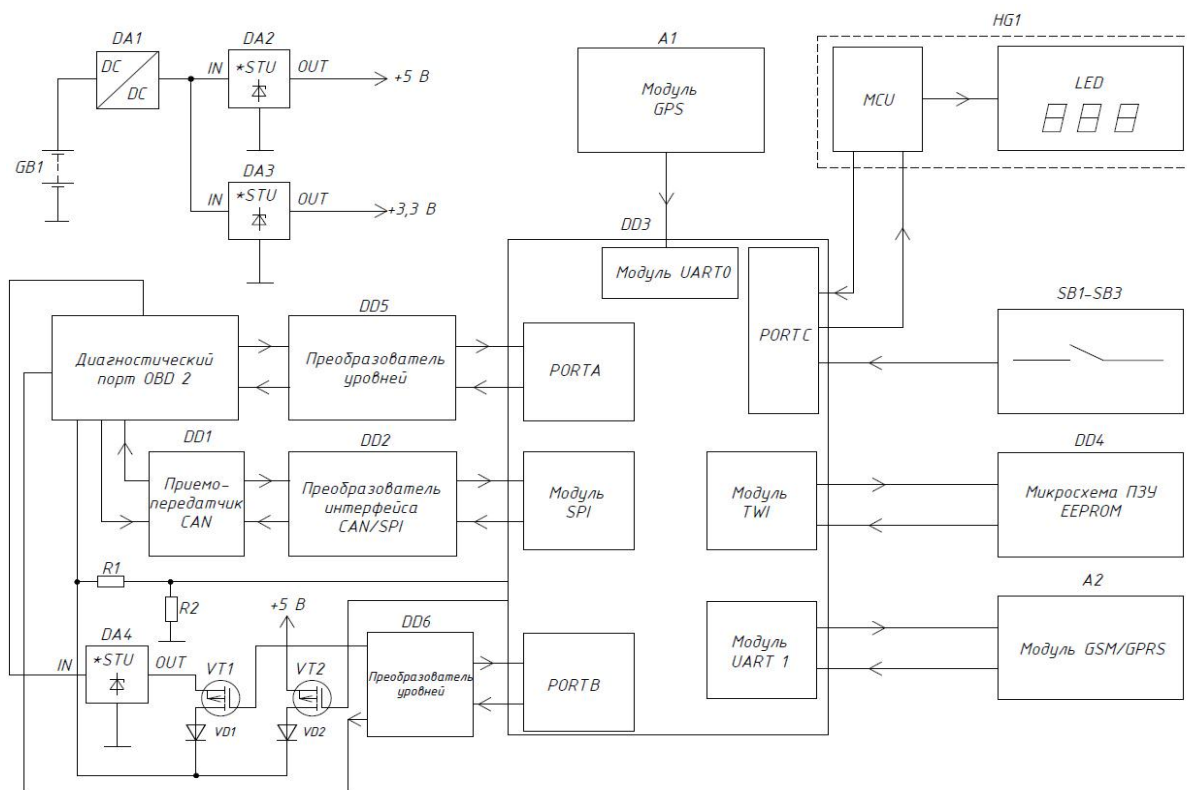 HG1
DA1
DA2
A1
DC
DC
IN
*STU
OUT
+5 В
Модуль
GPS
MCU
LED
GB1
DA3
IN
*STU
OUT
+3,3 В
DD3
Модуль UART0
SB1-SB3
DD5
PORTC
Диагностический
порт OBD 2
Преобразователь
уровней
PORTA
DD1
DD2
DD4
Приемо-
передатчик
CAN
Преобразователь
интерфейса
CAN/SPI
Модуль
SPI
Модуль
TWI
Микросхема ПЗУ
EEPROM
R1
A2
R2
+5 В
DD6
DA4
IN
*STU
OUT
VT1
VT2
Преобразователь
уровней
PORTB
Модуль
UART 1
Модуль GSM/GPRS
VD1
VD2